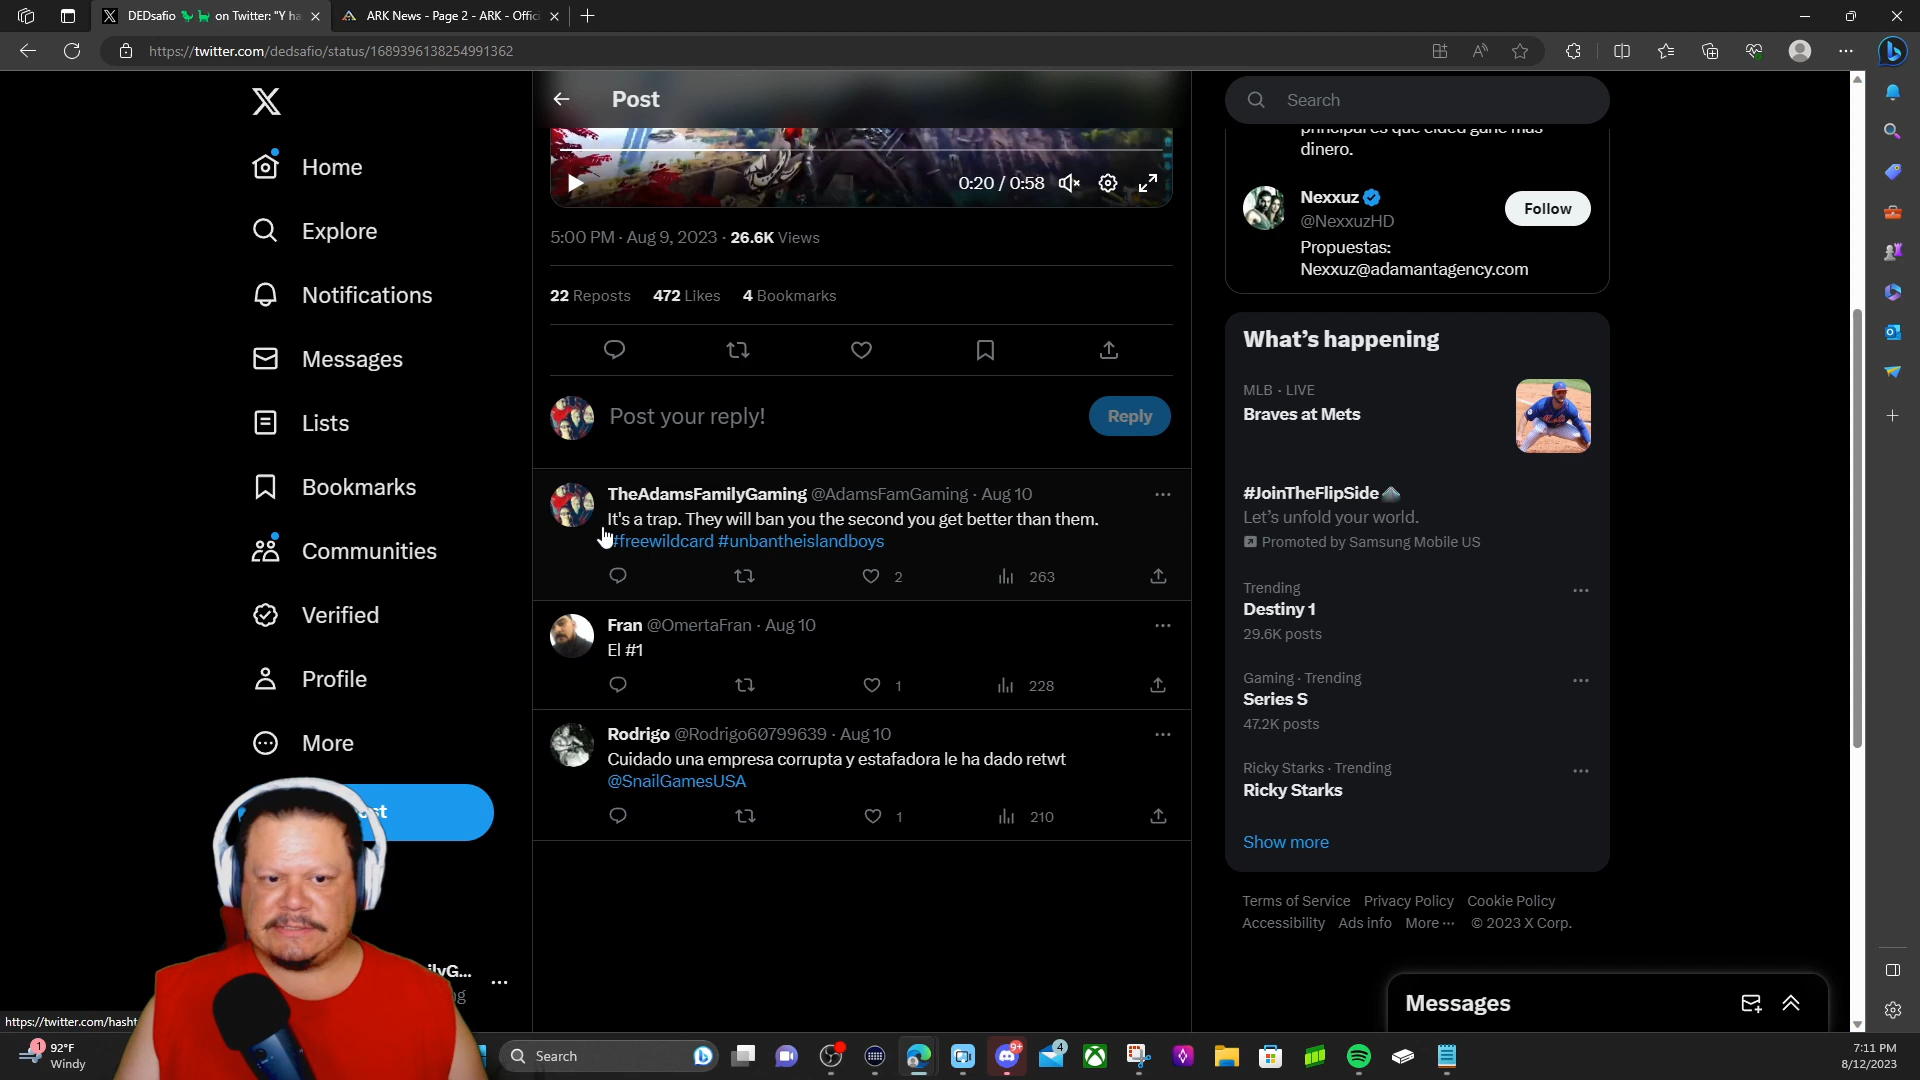 DEDsafio 🦖🦕 on Twitter: "Y ha
ARK News - Page 2 - ARK - Offic
https://twitter.com/dedsafio/status/1689396138254991362
Home
Explore
Notifications
Messages
Lists
Bookmarks
Communities
Verified
Profile
More
Post
0:20 / 0:58
5:00 PM · Aug 9, 2023 · 26.6K Views
22 Reposts 472 Likes 4 Bookmarks
Post your reply!
Reply
TheAdamsFamilyGaming @AdamsFamGaming · Aug 10
It's a trap. They will ban you the second you get better than them.
#freewildcard #unbantheislandboys
2 263
Fran @OmertaFran · Aug 10
El #1
1 228
Rodrigo @Rodrigo60799639 · Aug 10
Cuidado una empresa corrupta y estafadora le ha dado retwt
@SnailGamesUSA
1 210
Search
dinero.
Nexxuz
@NexxuzHD
Follow
Propuestas:
Nexxuz@adamantagency.com
What's happening
MLB · LIVE
Braves at Mets
#JoinTheFlipSide
Let's unfold your world.
Promoted by Samsung Mobile US
Trending
Destiny 1
29.6K posts
Gaming · Trending
Series S
47.2K posts
Ricky Starks · Trending
Ricky Starks
Show more
Terms of Service Privacy Policy Cookie Policy
Accessibility Ads info More ··· © 2023 X Corp.
Messages
https://twitter.com/hasht
1
92°F
Windy
Search
9+
4
7:11 PM
8/12/2023